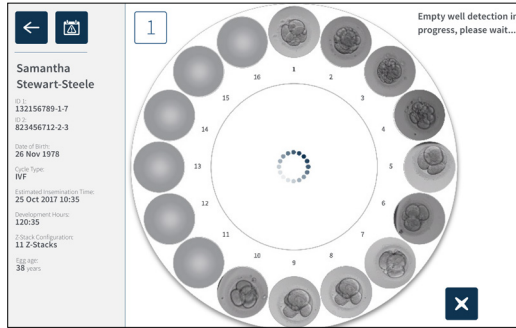 Samantha
Stewart-Steele
ID 1:
132156789-1-7
ID 2:
823456712-2-3
Date of Birth:
26 Nov 1978
Cycle Type:
IVF
Estimated Insemination Time:
25 Oct 2017 10:35
Development Hours:
120:35
Z-Stack Configuration:
11 Z-Stacks
Egg age:
38 years
1
Empty well detection in
progress, please wait...
1
2
3
4
5
6
7
8
9
10
11
12
13
14
15
16